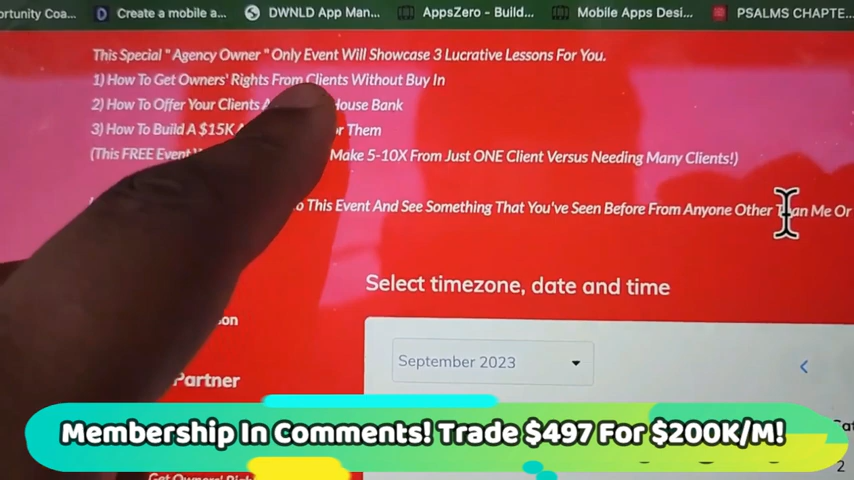 ortunity Coa... Create a mobile a... DWNLD App Man... AppsZero - Build... Mobile Apps Desi... PSALMS CHAPTE...
This Special " Agency Owner " Only Event Will Showcase 3 Lucrative Lessons For You.
1) How To Get Owners' Rights From Clients Without Buy In
2) How To Offer Your Clients House Bank
3) How To Build A $15K Them
(This FREE Event Make 5-10X From Just ONE Client Versus Needing Many Clients!)
This Event And See Something That You've Seen Before From Anyone Other Than Me Or
Select timezone, date and time
September 2023
Partner
Membership In Comments! Trade $497 For $200K/M!
2